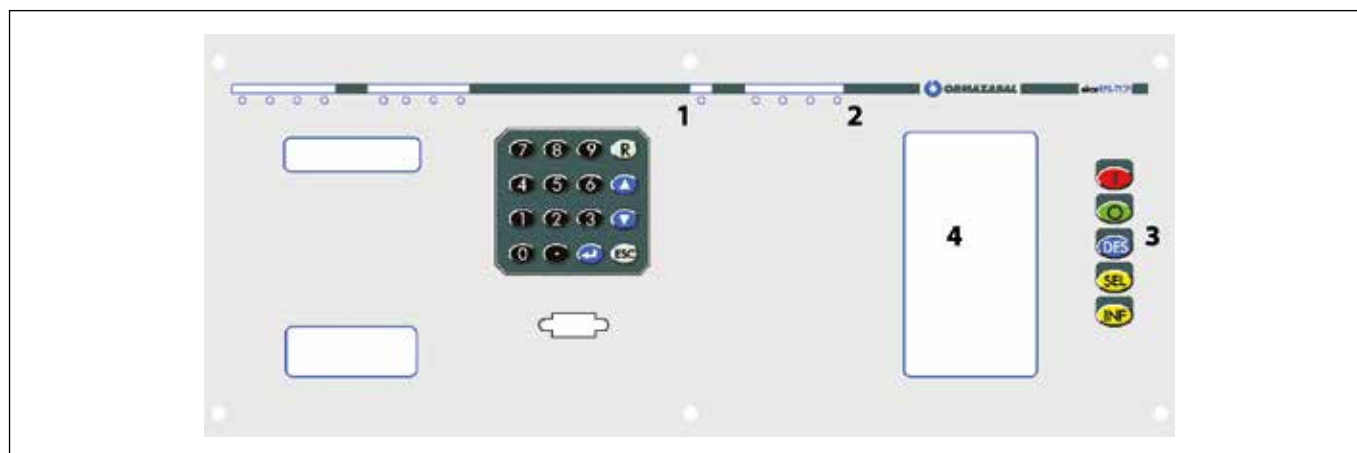 ORMAZABAL
1
2
7 8 9 R
4 5 6
1 2 3
0 . ESC
4
I
O
DES
3
SEL
INF